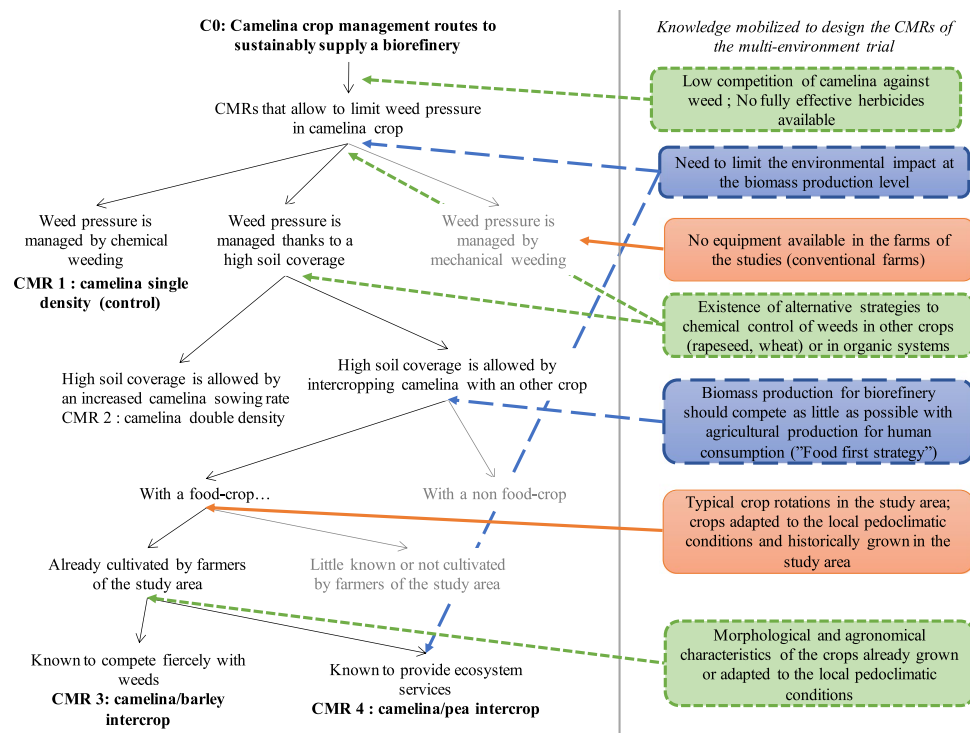 C0: Camelina crop management routes to
sustainably supply a biorefinery
CMRs that allow to limit weed pressure
in camelina crop
Weed pressure is
managed by chemical
weeding
CMR 1 : camelina single
density (control)
Weed pressure is
managed thanks to a
high soil coverage
Weed pressure is
managed by
mechanical weeding
High soil coverage is allowed by
an increased camelina sowing rate
CMR 2 : camelina double density
High soil coverage is allowed by
intercropping camelina with an other crop
With a food-crop…
With a non food-crop
Already cultivated by farmers
of the study area
Little known or not cultivated
by farmers of the study area
Known to compete fiercely with
weeds
CMR 3: camelina/barley
intercrop
Known to provide ecosystem
services
CMR 4 : camelina/pea intercrop
Knowledge mobilized to design the CMRs of
the multi-environment trial
Low competition of camelina against
weed ; No fully effective herbicides
available
Need to limit the environmental impact at
the biomass production level
No equipment available in the farms of
the studies (conventional farms)
Existence of alternative strategies to
chemical control of weeds in other crops
(rapeseed, wheat) or in organic systems
Biomass production for biorefinery
should compete as little as possible with
agricultural production for human
consumption (”Food first strategy”)
Typical crop rotations in the study area;
crops adapted to the local pedoclimatic
conditions and historically grown in the
study area
Morphological and agronomical
characteristics of the crops already grown
or adapted to the local pedoclimatic
conditions